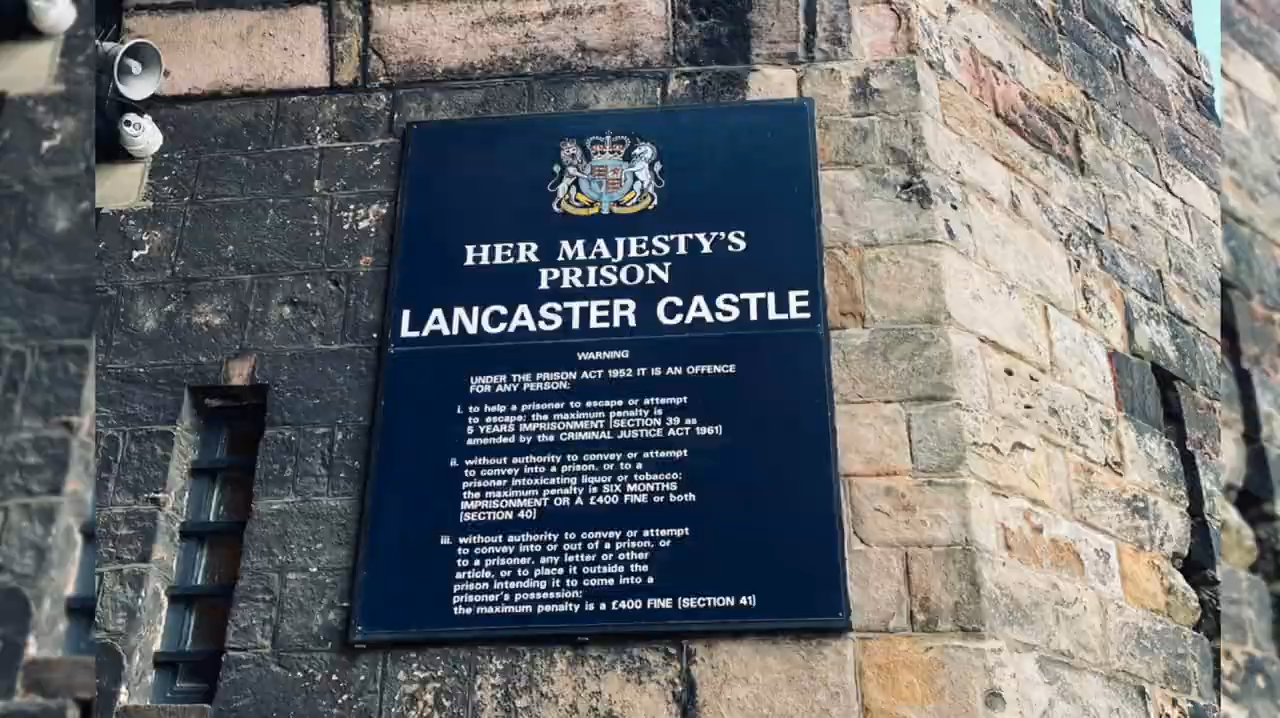 HER MAJESTY'S
PRISON
LANCASTER CASTLE
WARNING
UNDER THE PRISON ACT 1952 IT IS AN OFFENCE
FOR ANY PERSON:
i. to help a prisoner to escape or attempt
to escape: the maximum penalty is
5 YEARS IMPRISONMENT (SECTION 39 as
amended by the CRIMINAL JUSTICE ACT 1961)
ii. without authority to convey or attempt
to convey into a prison, or to a
prisoner intoxicating liquor or tobacco:
the maximum penalty is SIX MONTHS
IMPRISONMENT OR A £400 FINE or both
(SECTION 40)
iii. without authority to convey or attempt
to convey into or out of a prison, or
to a prisoner, any letter or other
article, or to place it outside the
prison intending it to come into a
prisoner's possession:
the maximum penalty is a £400 FINE (SECTION 41)